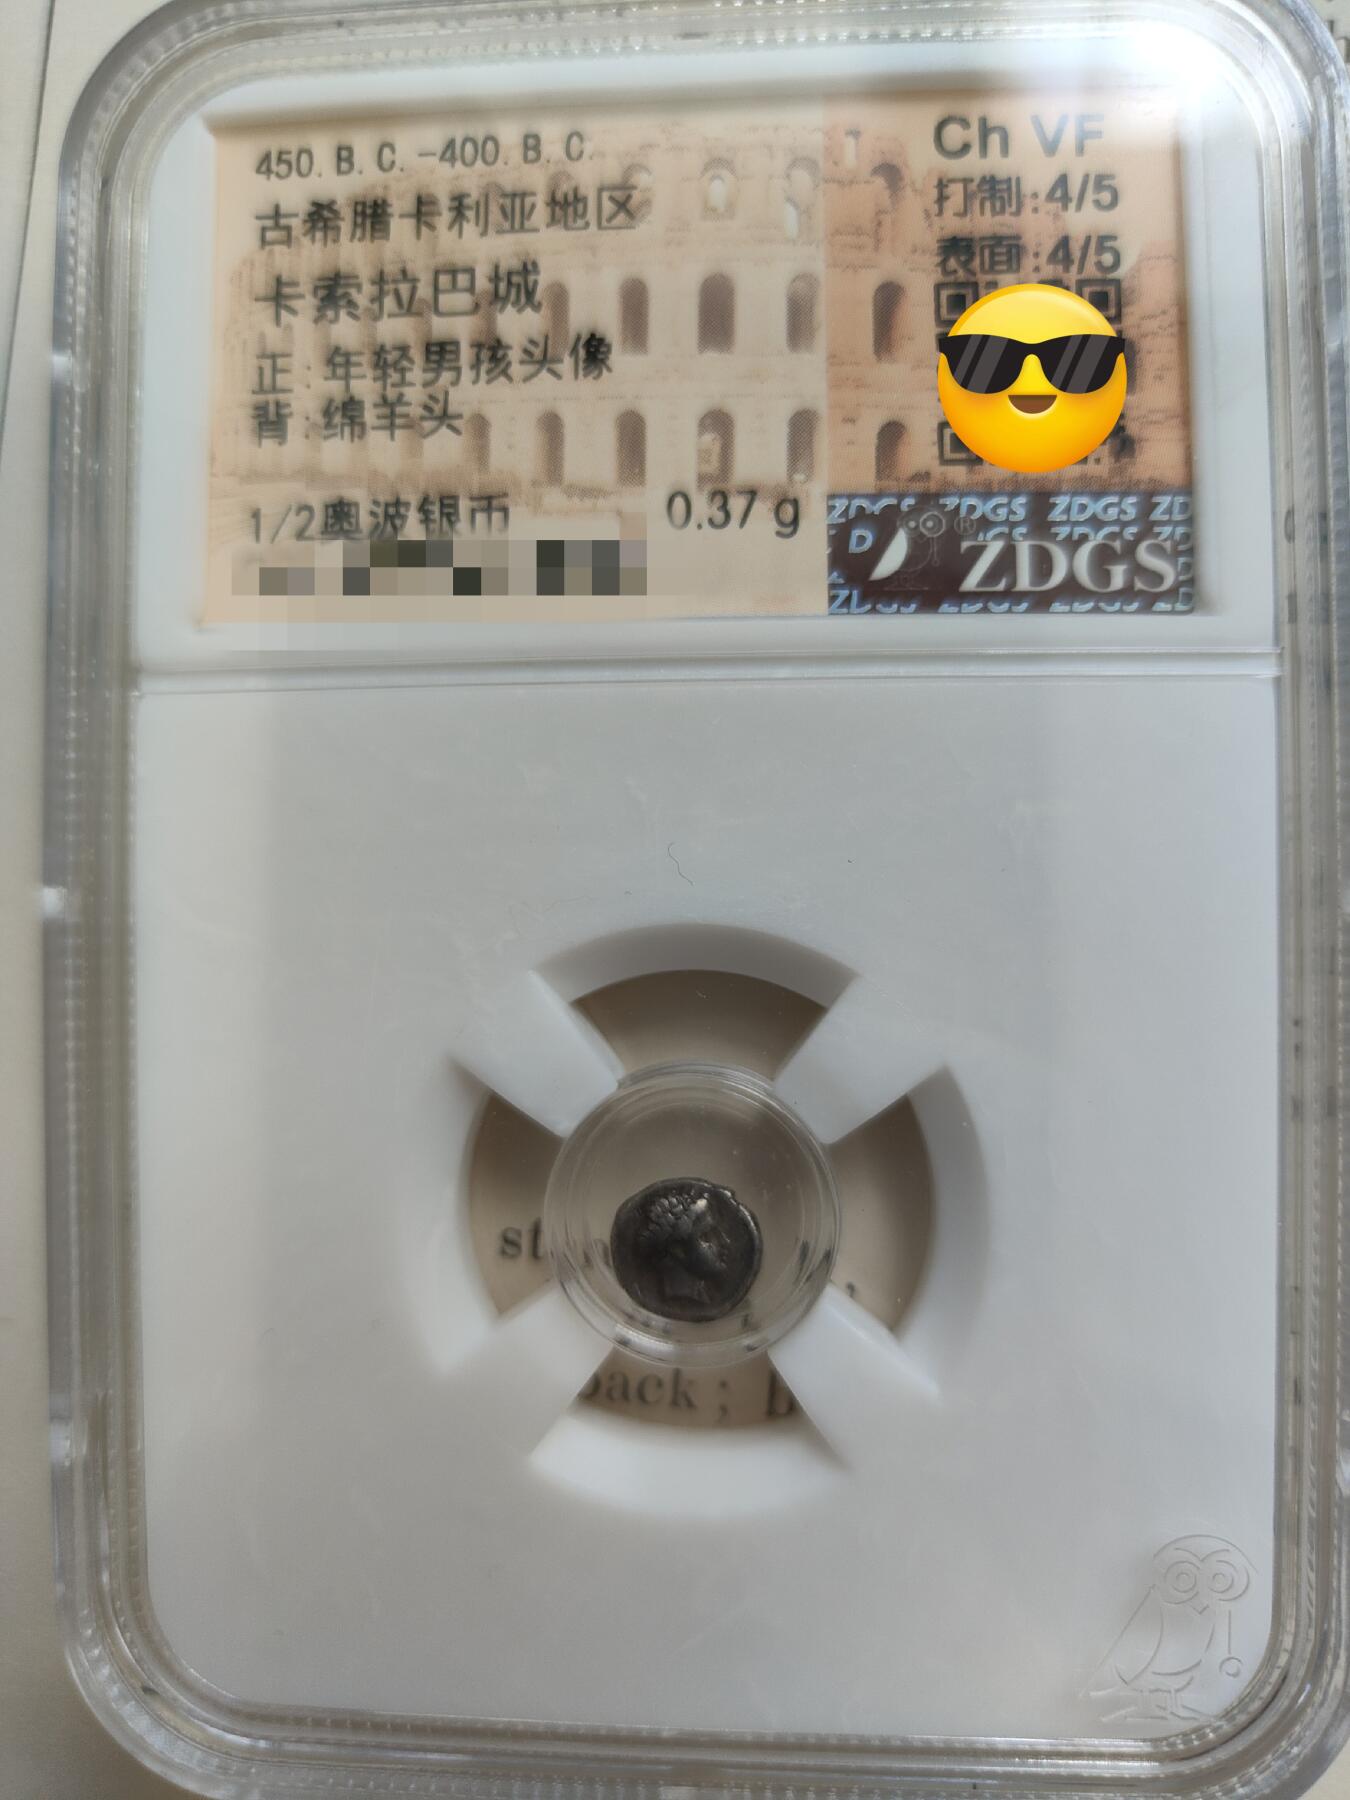 450.B.C.-400.B.C.
古希腊卡利亚地区
卡索拉巴城
正:年轻男孩头像
背:绵羊头
1/2奥波银币
0.37 g
Ch VF
打制:4/5
表面:4/5
ZDGS ZDGS ZDGS ZD
ZDGS
st
back; b